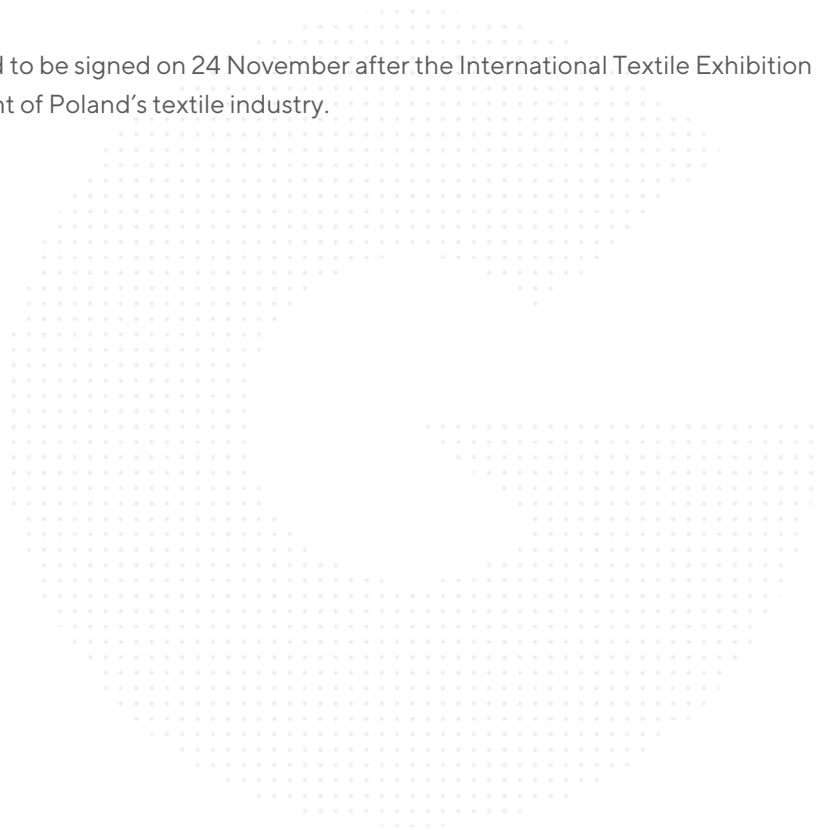 to be signed on 24 November after the International Textile Exhibition
of Poland’s textile industry.